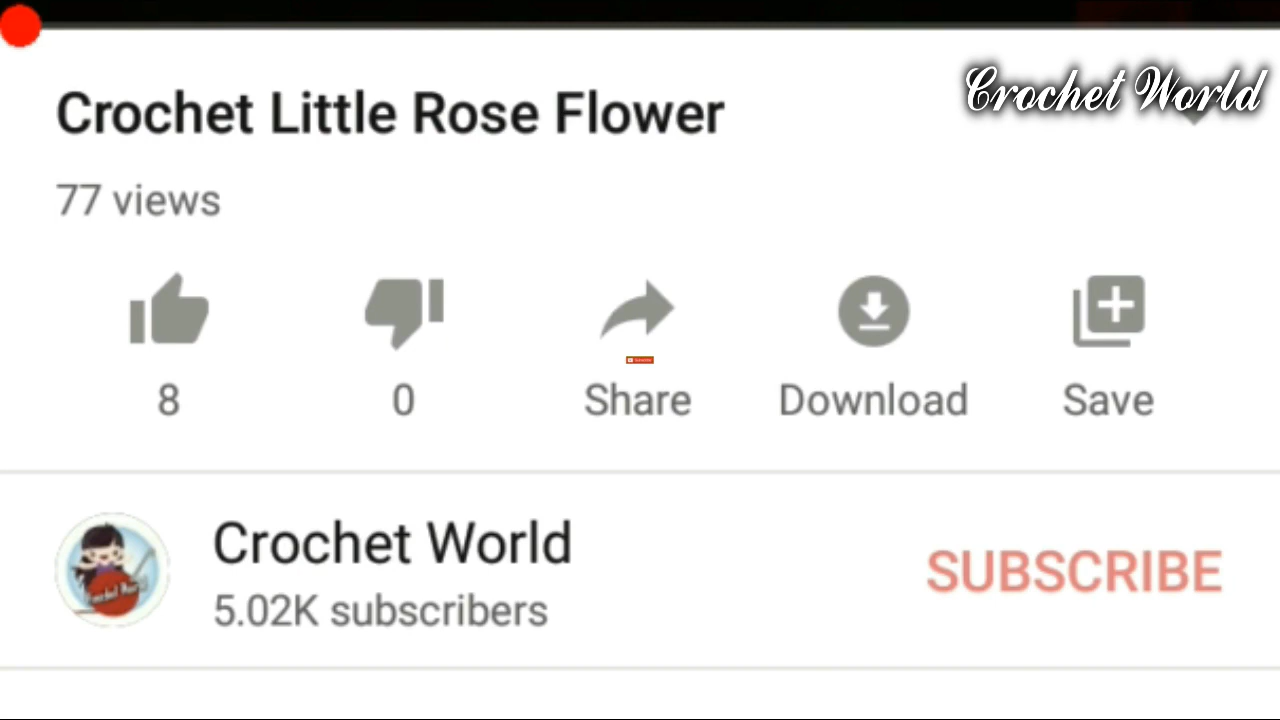 Crochet World
Crochet Little Rose Flower
77 views
8
0
Share
Download
Save
Crochet World
5.02K subscribers
SUBSCRIBE